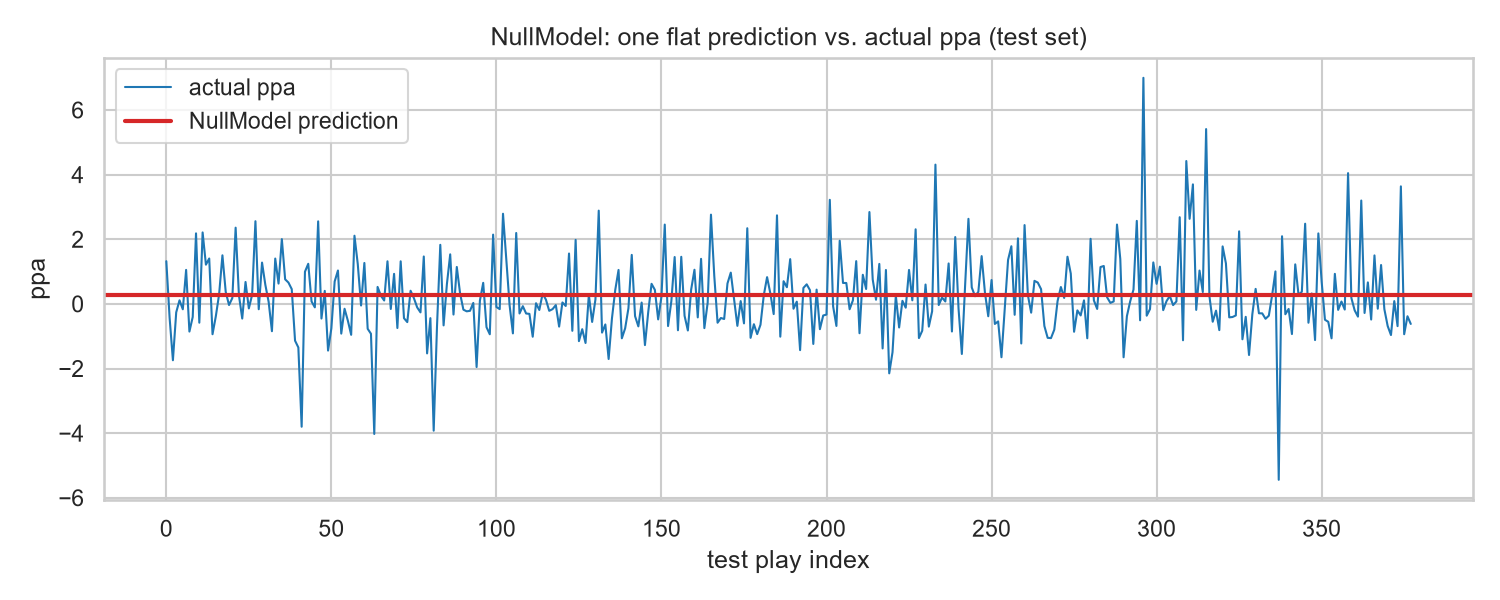 NullModel: one flat prediction vs. actual ppa (test set)
actual ppa
NullModel prediction
ppa
6
4
2
0
−2
−4
−6
0 50 100 150 200 250 300 350
test play index